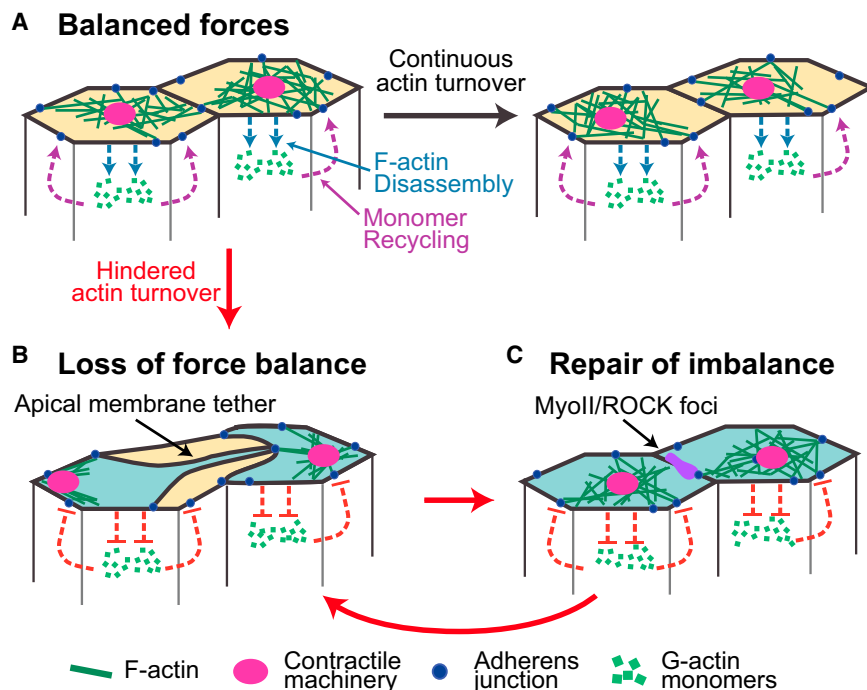 A Balanced forces
Continuous
actin turnover
F-actin
Disassembly
Monomer
Recycling
Hindered
actin turnover
B Loss of force balance
Apical membrane tether
C Repair of imbalance
MyoII/ROCK foci
F-actin
Contractile
machinery
Adherens
junction
G-actin
monomers